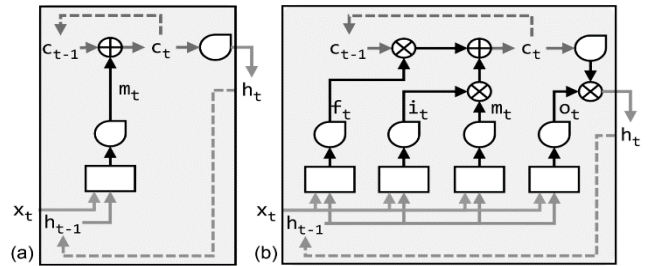 c_{t-1} c_t
m_t
h_t
x_t
h_{t-1}
(a)
c_{t-1} c_t
f_t i_t m_t o_t
h_t
x_t
h_{t-1}
(b)